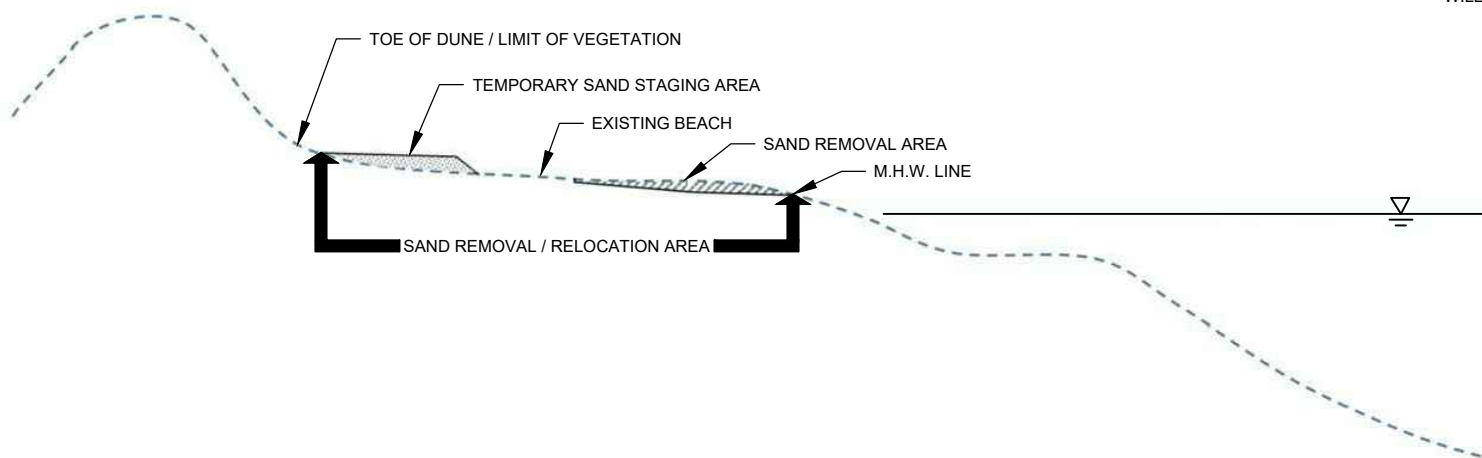 TOE OF DUNE / LIMIT OF VEGETATION
TEMPORARY SAND STAGING AREA
EXISTING BEACH
SAND REMOVAL AREA
M.H.W. LINE
SAND REMOVAL / RELOCATION AREA